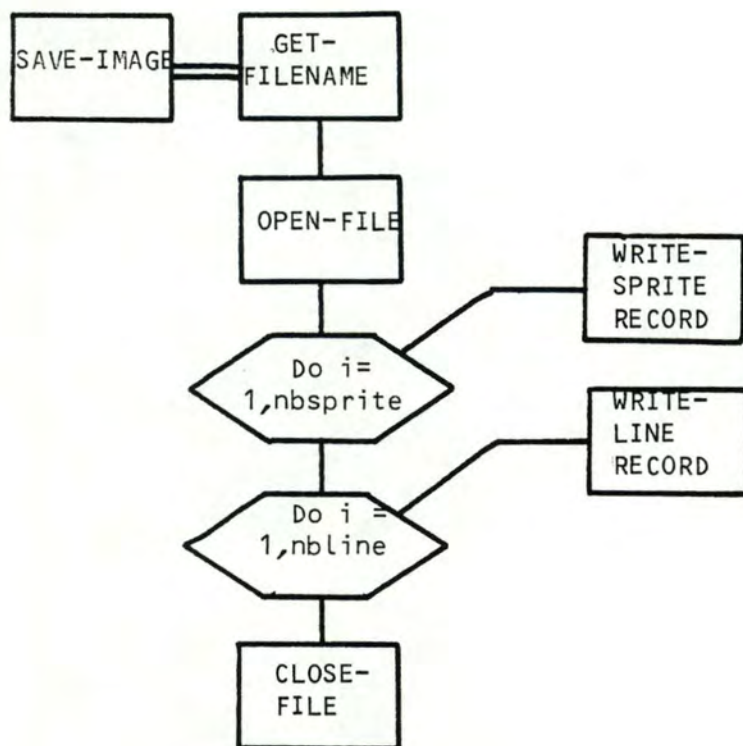 SAVE-IMAGE
GET-
FILENAME
OPEN-FILE
WRITE-
SPRITE
RECORD
Do i=
1,nbsprite
WRITE-
LINE
RECORD
Do i =
1,nbline
CLOSE-
FILE